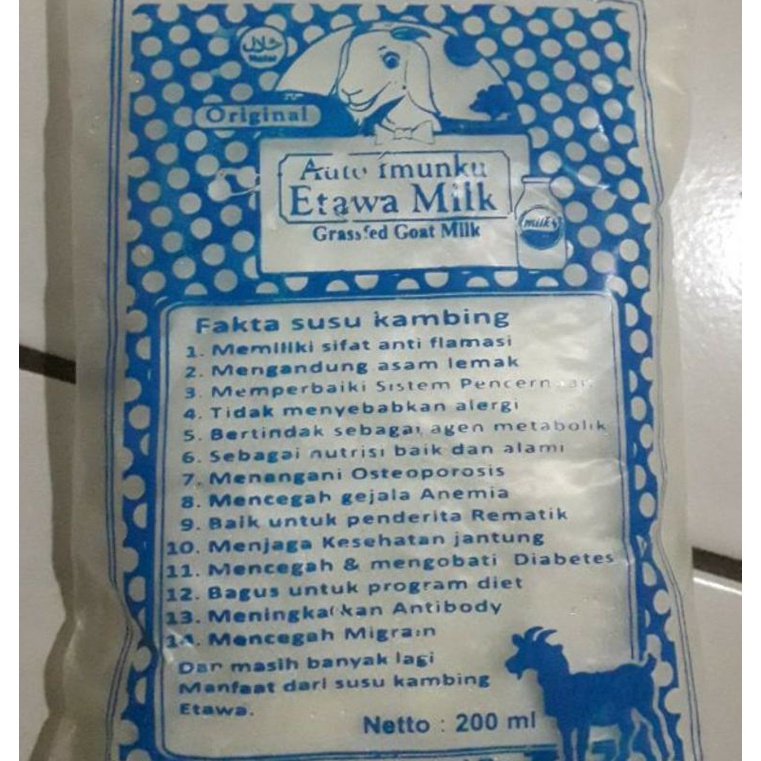 حلال
Original
Auto Imunku
Etawa Milk
Grassfed Goat Milk
milk
Fakta susu kambing
1. Memiliki sifat anti flamasi
2. Mengandung asam lemak
3. Memperbaiki Sistem Pencernaan
4. Tidak menyebabkan alergi
5. Bertindak sebagai agen metabolik
6. Sebagai nutrisi baik dan alami
7. Menangani Osteoporosis
8. Mencegah gejala Anemia
9. Baik untuk penderita Rematik
10. Menjaga Kesehatan jantung
11. Mencegah & mengobati Diabetes
12. Bagus untuk program diet
13. Meningkatkan Antibody
14. Mencegah Migrain
Dan masih banyak lagi
Manfaat dari susu kambing
Etawa.
Netto : 200 ml